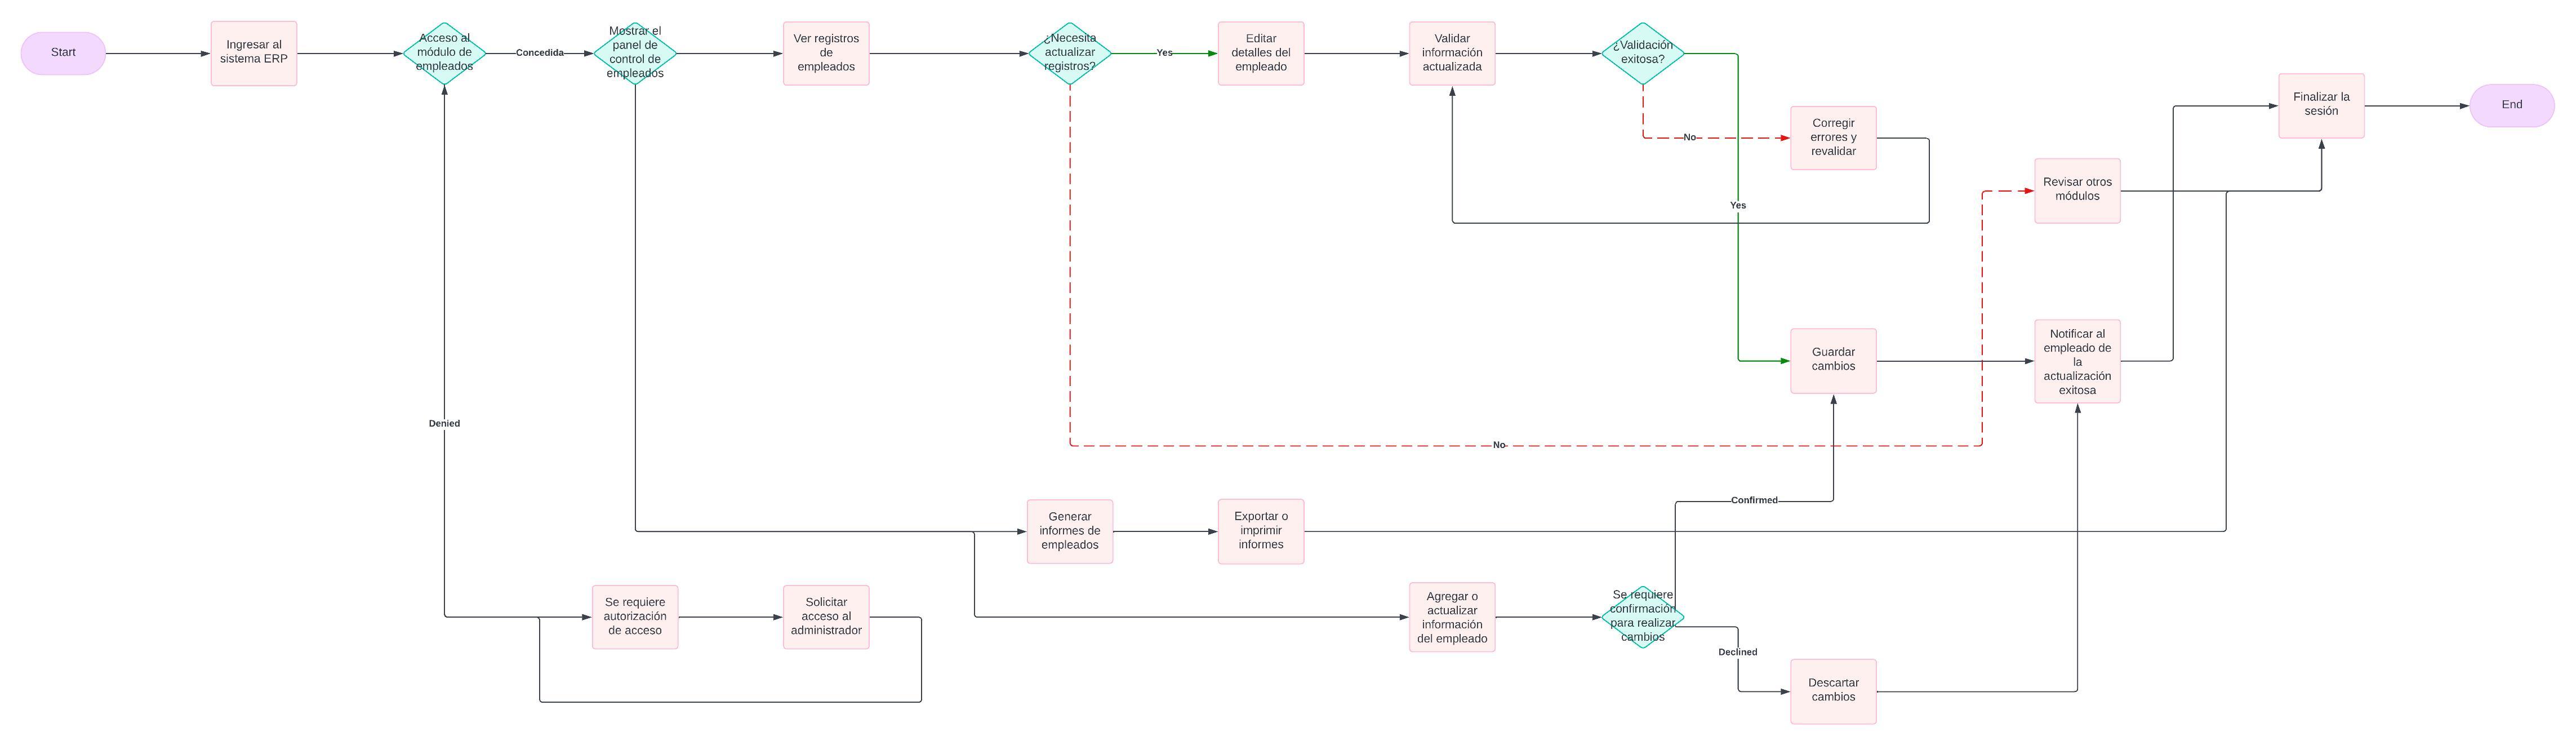 Start
Ingresar al
sistema ERP
Acceso al
módulo de
empleados
Concedida
Mostrar el
panel de
control de
empleados
Ver registros
de
empleados
¿Necesita
actualizar
registros?
Yes
Editar
detalles del
empleado
Validar
información
actualizada
¿Validación
exitosa?
No
Corregir
errores y
revalidar
Yes
Revisar otros
módulos
Finalizar la
sesión
End
Guardar
cambios
Notificar al
empleado de
la
actualización
exitosa
Denied
No
Generar
informes de
empleados
Exportar o
imprimir
informes
Confirmed
Se requiere
autorización
de acceso
Solicitar
acceso al
administrador
Agregar o
actualizar
información
del empleado
Se requiere
confirmación
para realizar
cambios
Declined
Descartar
cambios